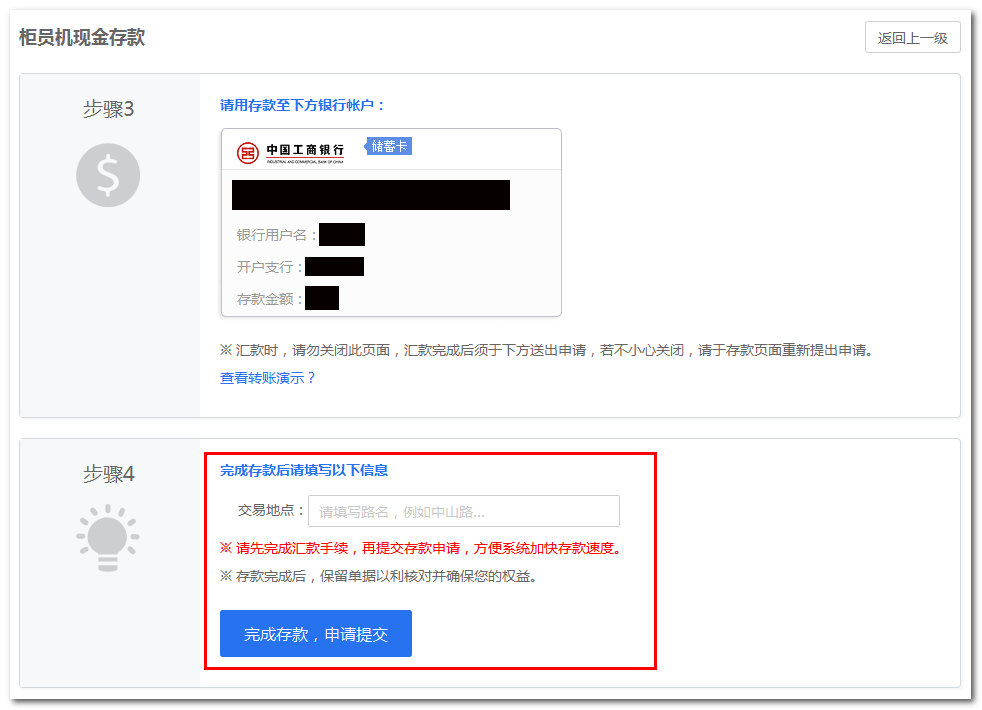 柜员机现金存款
返回上一级
步骤3
请用存款至下方银行帐户：
中国工商银行
INDUSTRIAL AND COMMERCIAL BANK OF CHINA
储蓄卡
银行用户名：
开户支行：
存款金额：
※ 汇款时，请勿关闭此页面，汇款完成后须于下方送出申请，若不小心关闭，请于存款页面重新提出申请。
查看转账演示？
步骤4
完成存款后请填写以下信息
交易地点：
请填写路名，例如中山路...
※ 请先完成汇款手续，再提交存款申请，方便系统加快存款速度。
※ 存款完成后，保留单据以利核对并确保您的权益。
完成存款，申请提交